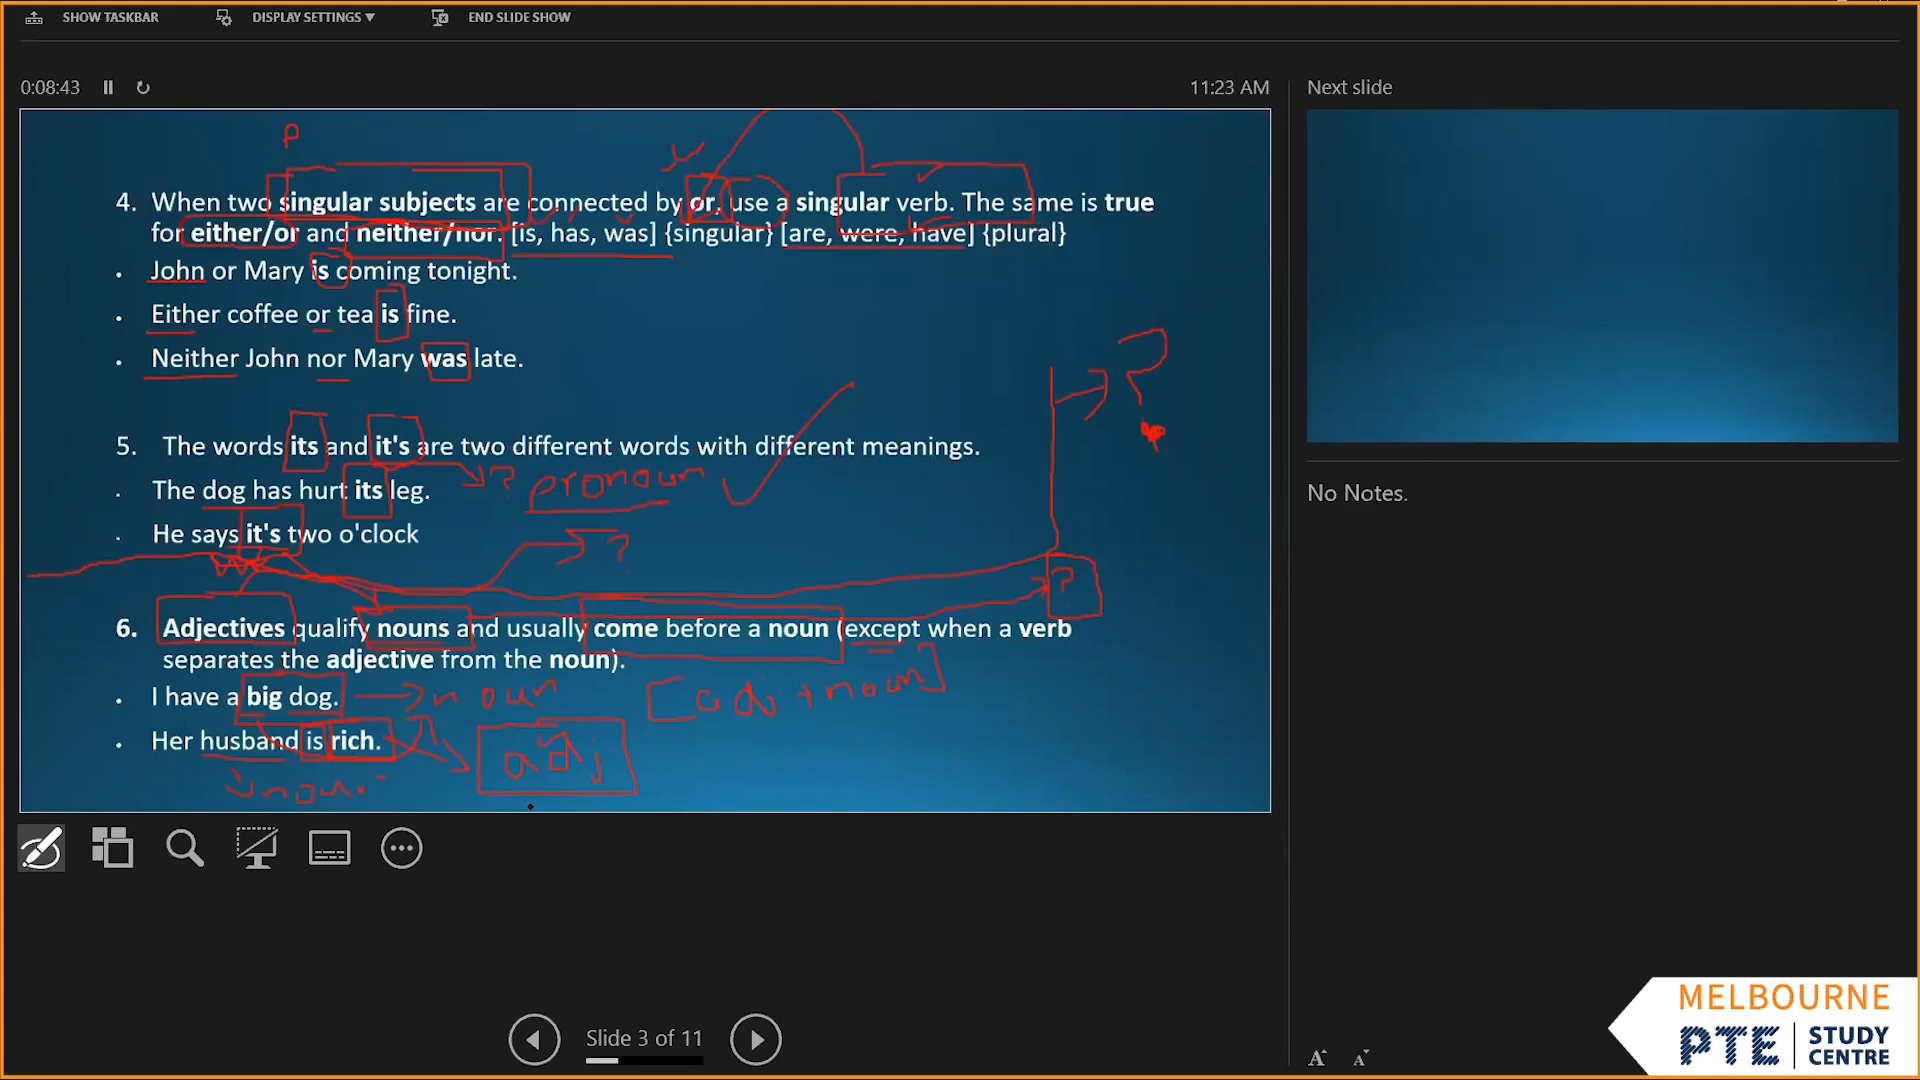 SHOW TASKBAR DISPLAY SETTINGS ▼ END SLIDE SHOW
0:08:43 11:23 AM Next slide
P
4. When two singular subjects are connected by or, use a singular verb. The same is true
for either/or and neither/nor. [is, has, was] {singular} [are, were, have] {plural}
• John or Mary is coming tonight.
• Either coffee or tea is fine.
• Neither John nor Mary was late.
?
5. The words its and it's are two different words with different meanings.
? pronoun
• The dog has hurt its leg.
No Notes.
• He says it's two o'clock
?
?
6. Adjectives qualify nouns and usually come before a noun (except when a verb
separates the adjective from the noun).
• I have a big dog. noun [adj + noun]
• Her husband is rich. adj
noun
Slide 3 of 11
A A
MELBOURNE
PTE STUDY
CENTRE